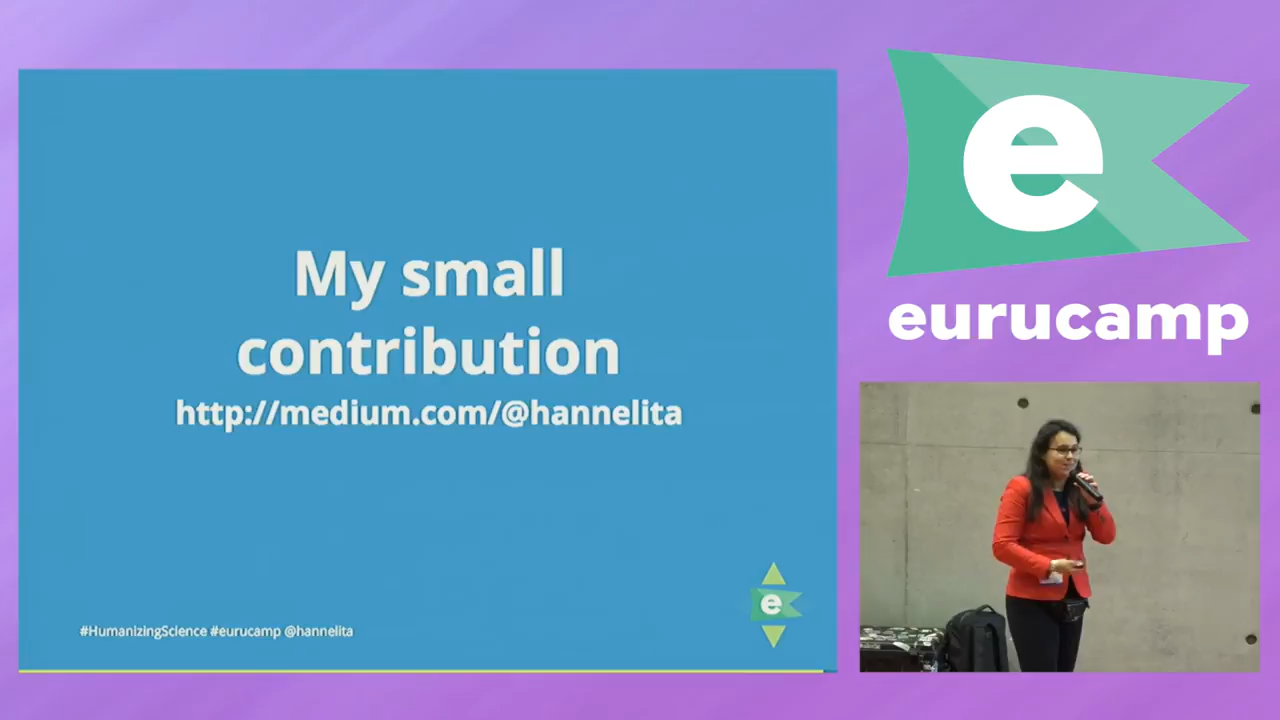 My small
contribution
http://medium.com/@hannelita
e
#HumanizingScience #eurucamp @hannelita
e
eurucamp